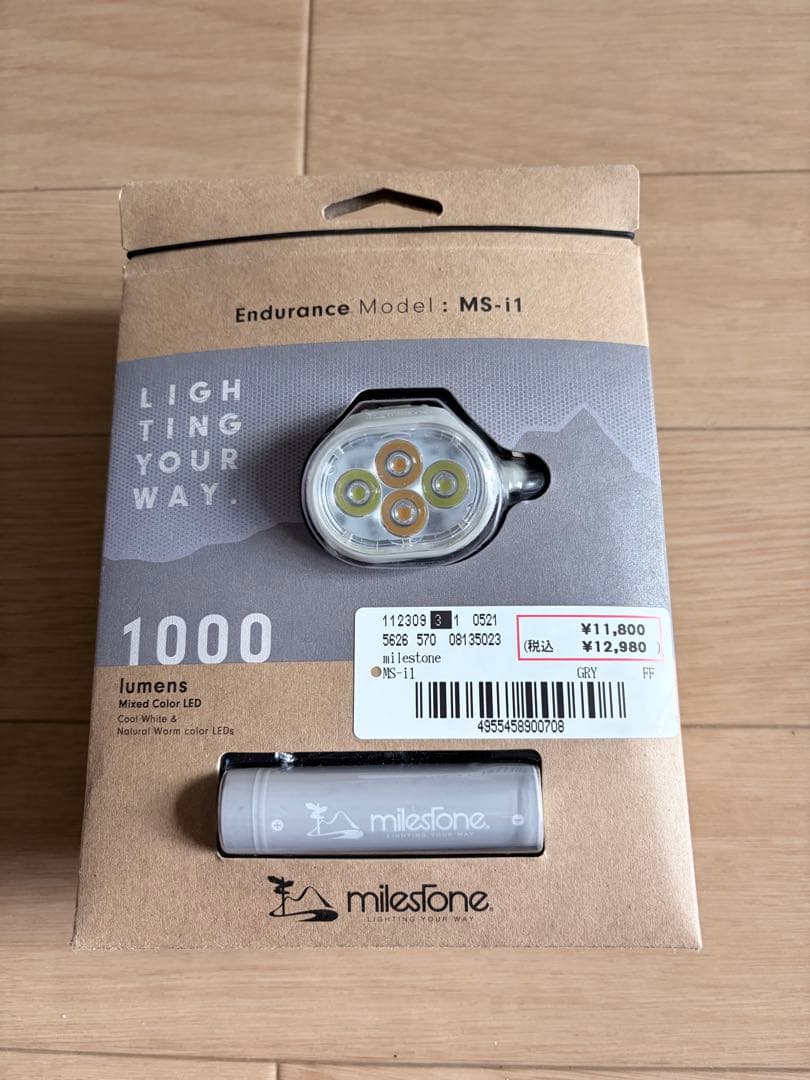 Endurance Model : MS-i1
LIGH
TING
YOUR
WAY.
1000
lumens
Mixed Color LED
Cool White &
Natural Warm color LEDs
112309 3 1 0521
5626 570 08135023
milestone
MS-i1 GRY FF
¥11,800
(税込 ¥12,980)
4955458900708
+ milestone® -
LIGHTING YOUR WAY
milestone®
LIGHTING YOUR WAY